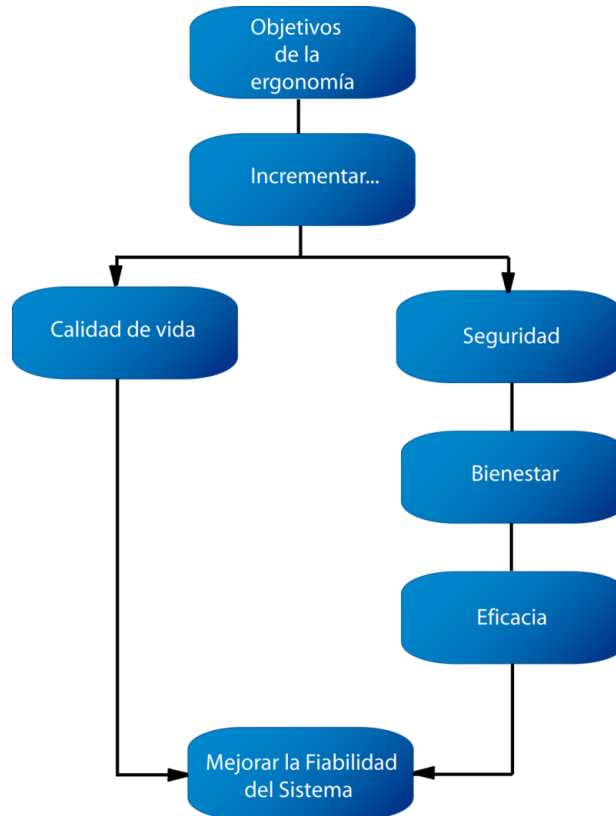 Objetivos
de la
ergonomía
Incrementar...
Calidad de vida
Seguridad
Bienestar
Eficacia
Mejorar la Fiabilidad
del Sistema